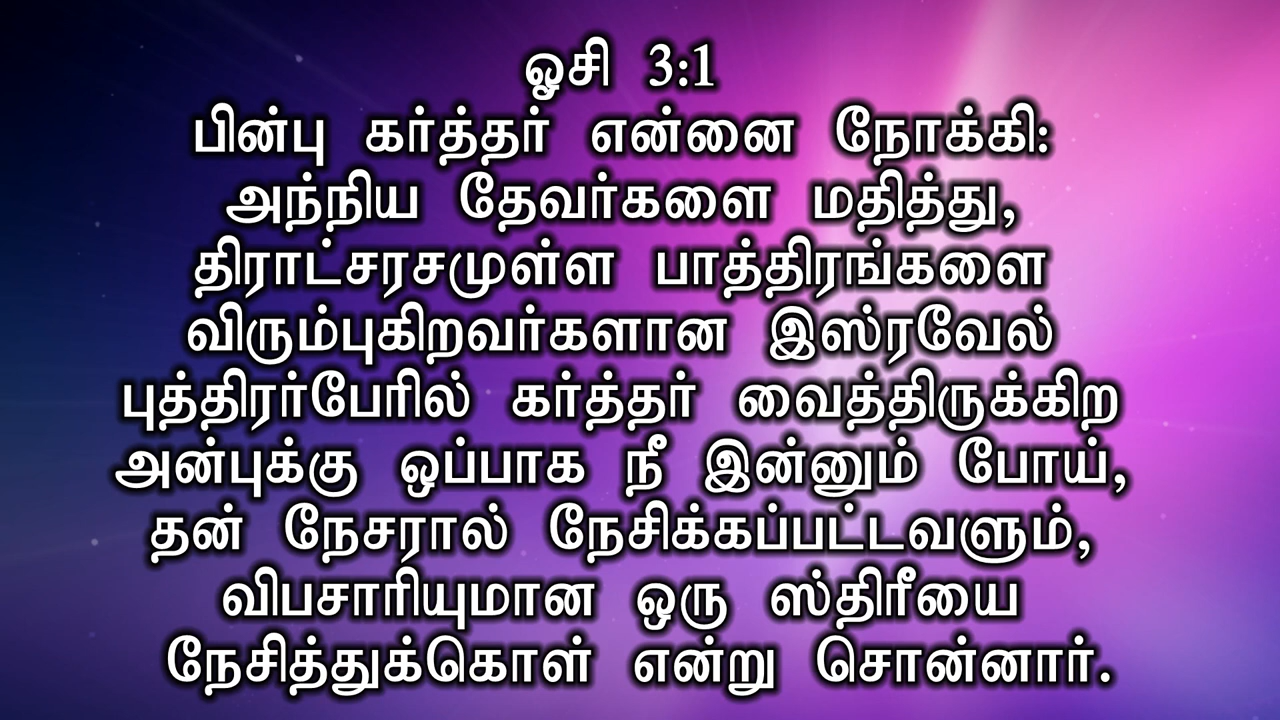 ஓசி 3:1
பின்பு கர்த்தர் என்னை நோக்கி:
அந்நிய தேவர்களை மதித்து,
திராட்சரசமுள்ள பாத்திரங்களை
விரும்புகிறவர்களான இஸ்ரவேல்
புத்திரர்பேரில் கர்த்தர் வைத்திருக்கிற
அன்புக்கு ஒப்பாக நீ இன்னும் போய்,
தன் நேசரால் நேசிக்கப்பட்டவளும்,
விபசாரியுமான ஒரு ஸ்திரீயை
நேசித்துக்கொள் என்று சொன்னார்.